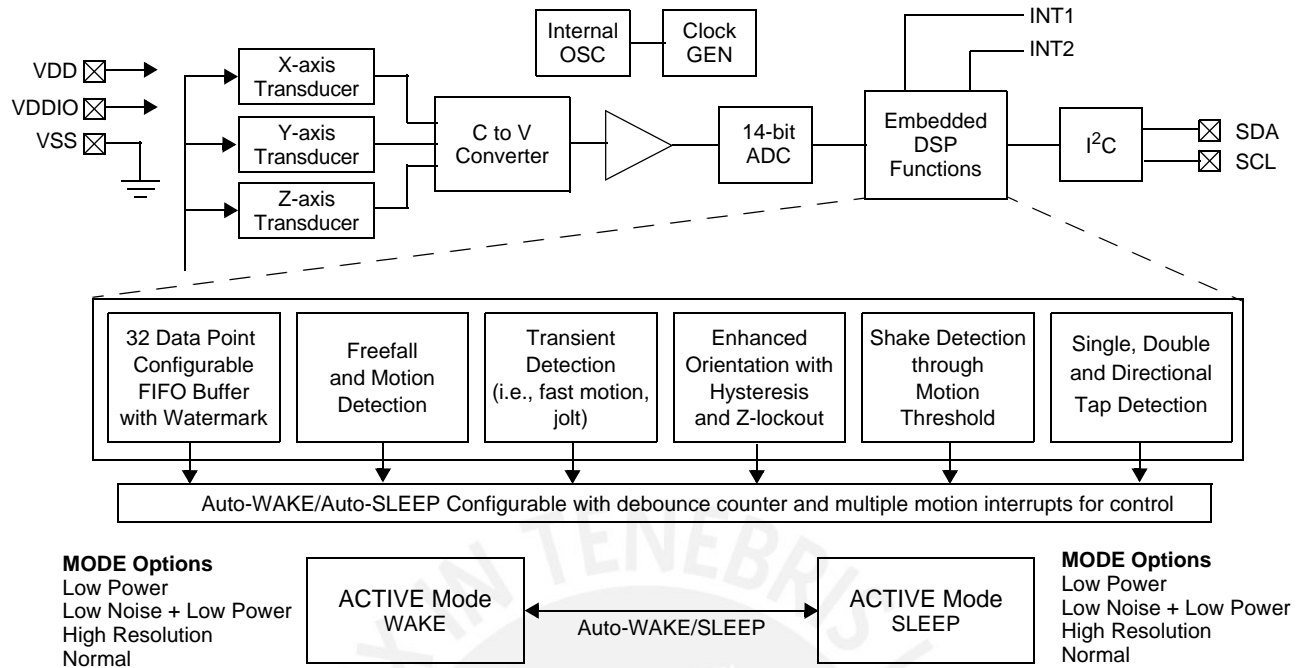 INT1
INT2
Internal
OSC
Clock
GEN
VDD
VDDIO
VSS
X-axis
Transducer
Y-axis
Transducer
Z-axis
Transducer
C to V
Converter
14-bit
ADC
Embedded
DSP
Functions
I²C
SDA
SCL
32 Data Point
Configurable
FIFO Buffer
with Watermark
Freefall
and Motion
Detection
Transient
Detection
(i.e., fast motion,
jolt)
Enhanced
Orientation with
Hysteresis
and Z-lockout
Shake Detection
through
Motion
Threshold
Single, Double
and Directional
Tap Detection
Auto-WAKE/Auto-SLEEP Configurable with debounce counter and multiple motion interrupts for control
MODE Options
Low Power
Low Noise + Low Power
High Resolution
Normal
ACTIVE Mode
WAKE
Auto-WAKE/SLEEP
ACTIVE Mode
SLEEP
MODE Options
Low Power
Low Noise + Low Power
High Resolution
Normal
IN TENEBRIS